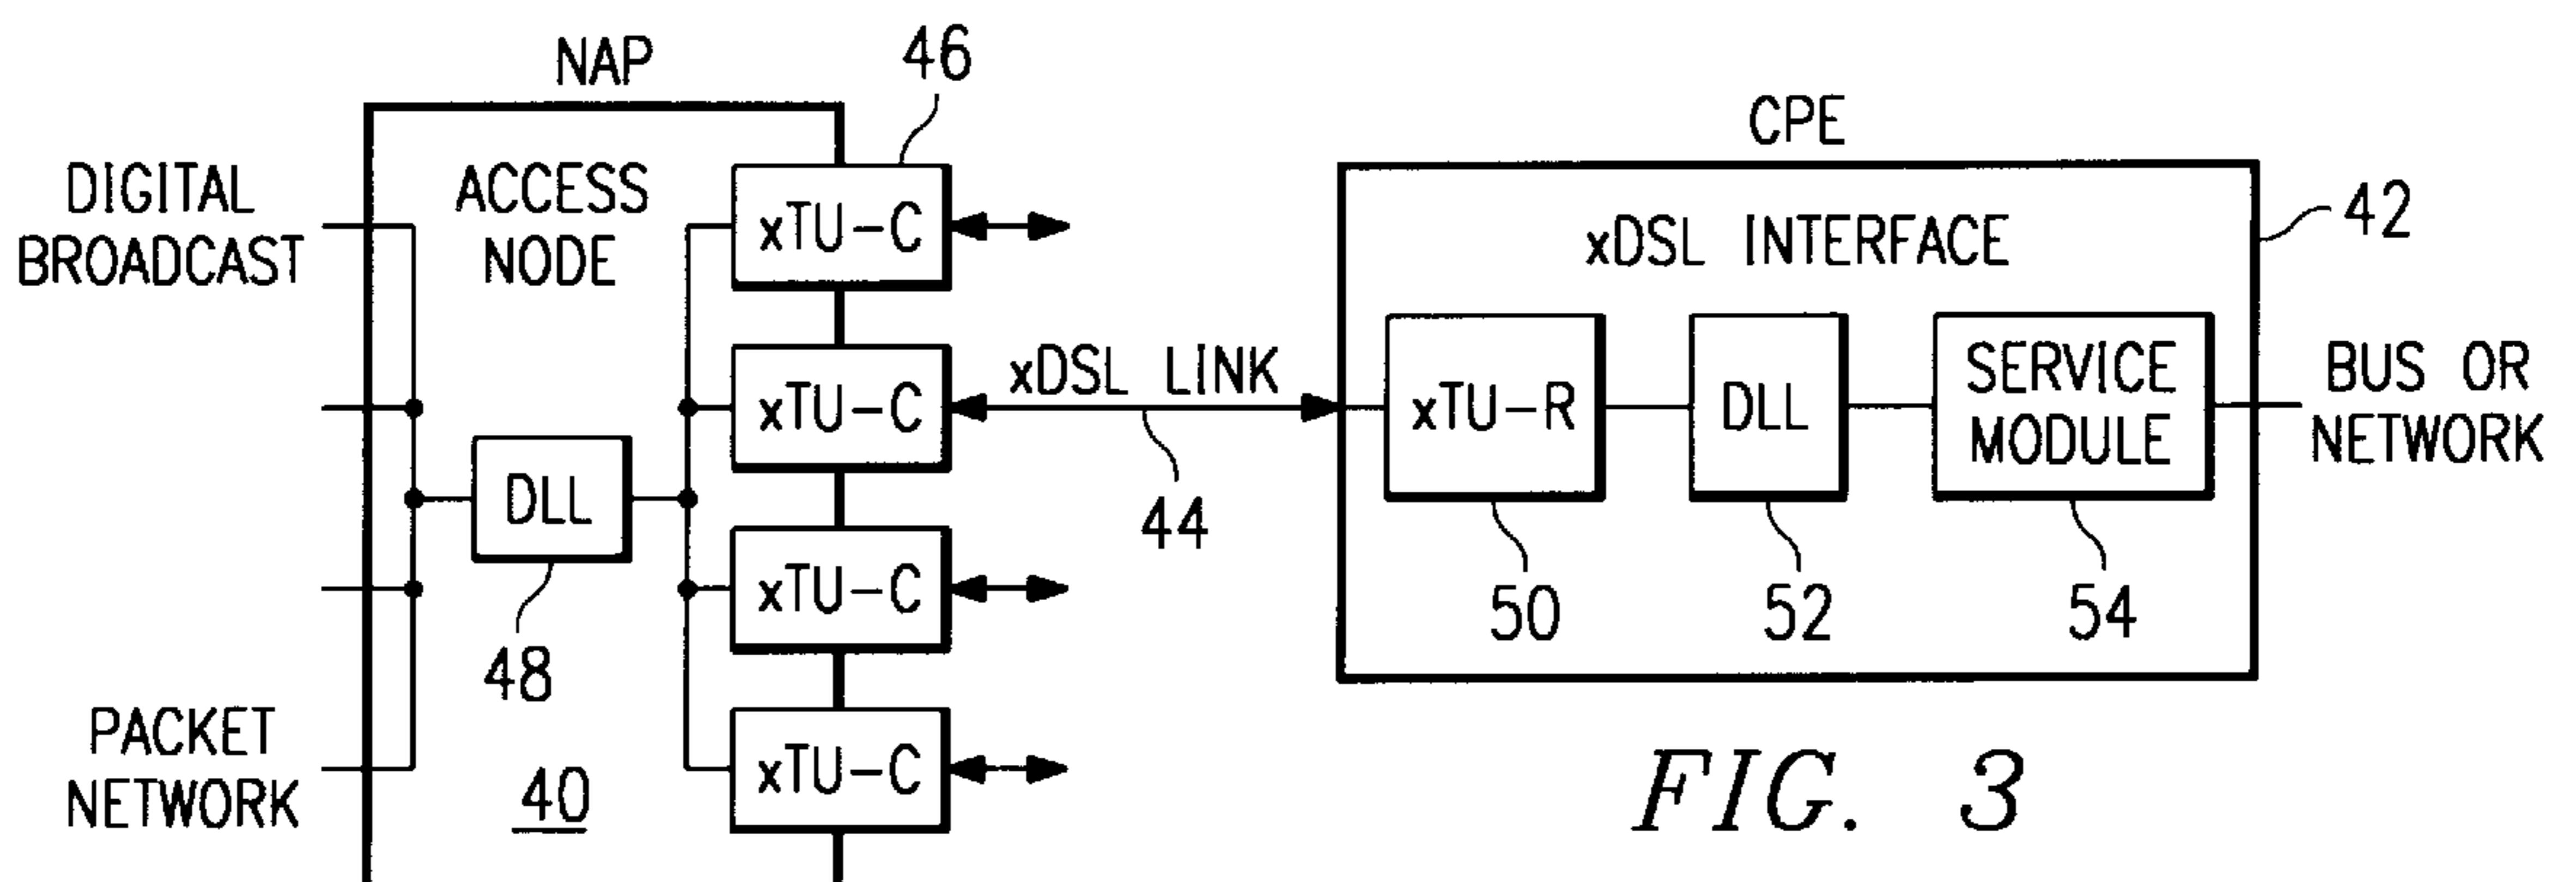 NAP
46
DIGITAL
BROADCAST
ACCESS
NODE
xTU-C
xTU-C
xTU-C
xTU-C
DLL
48
PACKET
NETWORK
40
xDSL LINK
44
CPE
xDSL INTERFACE
42
xTU-R
DLL
SERVICE
MODULE
BUS OR
NETWORK
50
52
54
FIG. 3